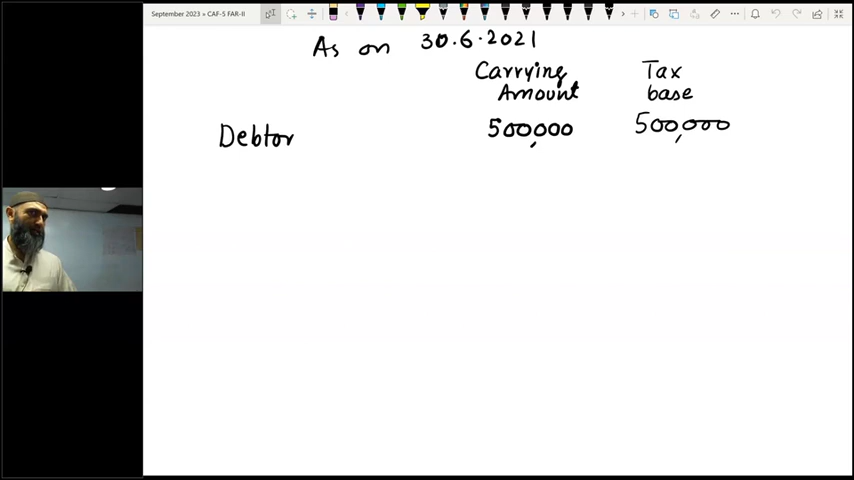 September 2023 » CAF-5 FAR-II
As on 30.6.2021
Carrying Amount
Tax base
Debtor 500,000 500,000